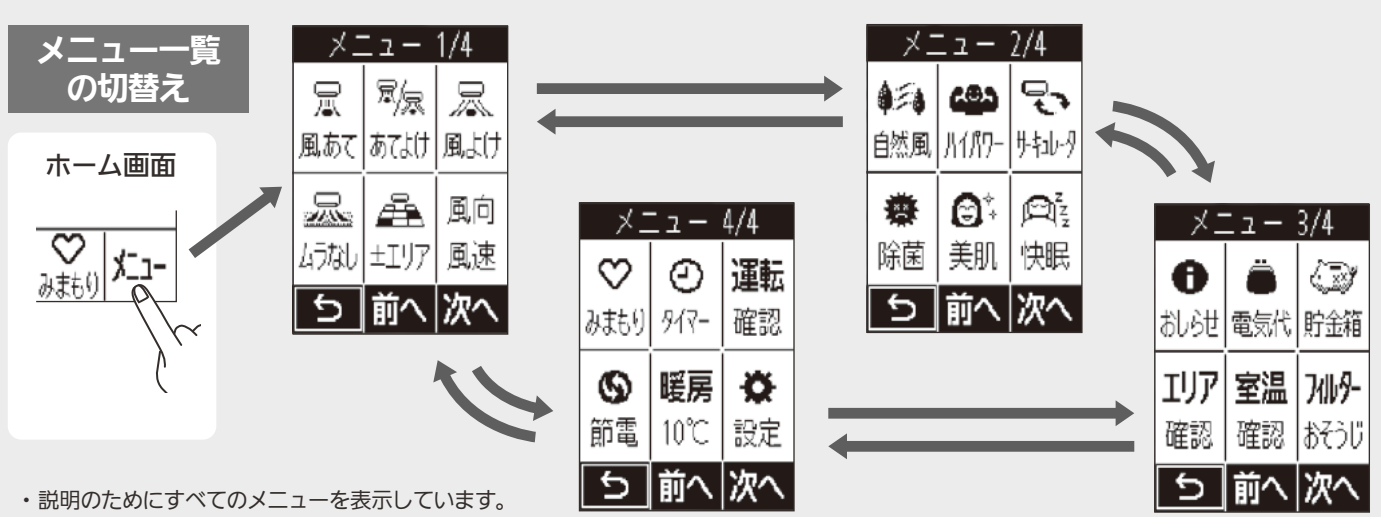 メニュー一覧
の切替え
ホーム画面
みまもり メニュー
メニュー 1/4
風あて あてよけ 風よけ
ムラなし ±エリア 風向
風速
前へ 次へ
メニュー 2/4
自然風 ハイパワー サーキュレータ
除菌 美肌 快眠
前へ 次へ
メニュー 3/4
おしらせ 電気代 貯金箱
エリア 室温 フィルター
確認 確認 おそうじ
前へ 次へ
メニュー 4/4
運転
みまもり タイマー 確認
暖房
節電 10℃ 設定
前へ 次へ
・説明のためにすべてのメニューを表示しています。